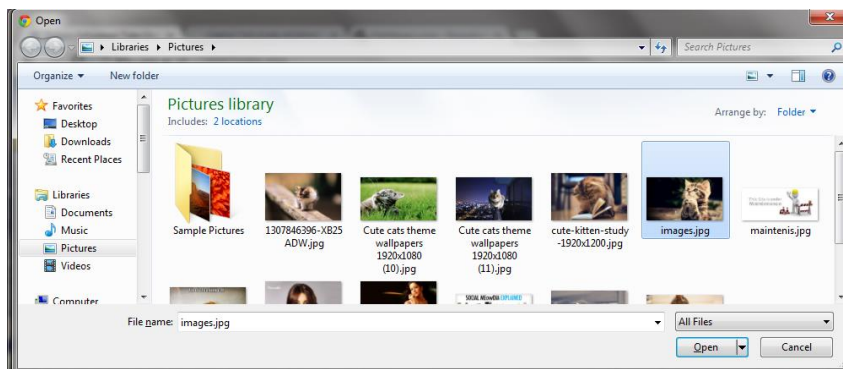 Open
Libraries
Pictures
Search Pictures
Organize
New folder
Favorites
Desktop
Downloads
Recent Places
Libraries
Documents
Music
Pictures
Videos
Computer
Pictures library
Includes: 2 locations
Arrange by: Folder
Sample Pictures
1307846396-XB25
ADW.jpg
Cute cats theme
wallpapers
1920x1080
(10).jpg
Cute cats theme
wallpapers
1920x1080
(11).jpg
cute-kitten-study
-1920x1200.jpg
images.jpg
maintenis.jpg
SOCIAL MEowDIA EXPLAINED
File name: images.jpg
All Files
Open
Cancel